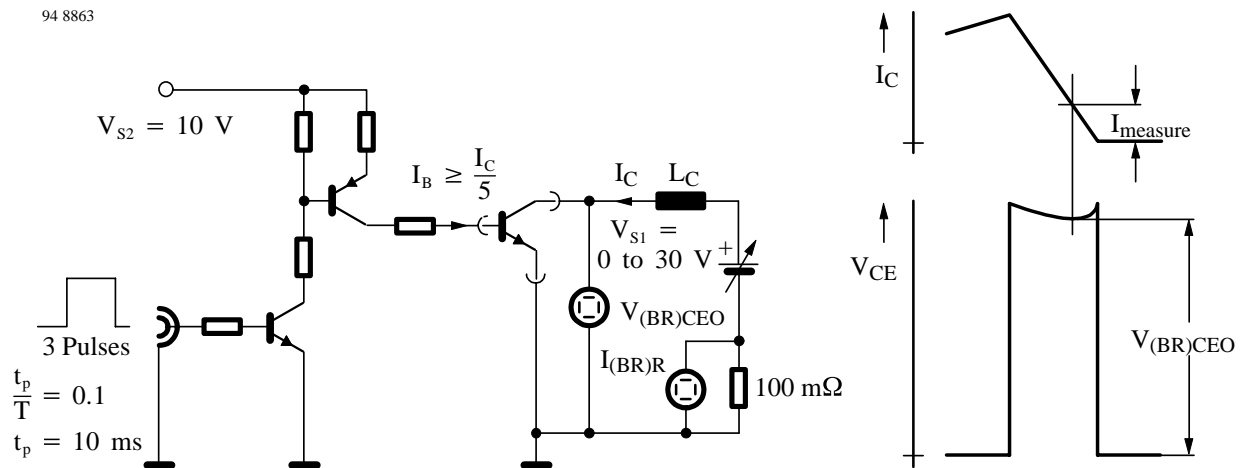 94 8863
V_S2 = 10 V
I_B ≥ I_C/5
I_C
L_C
V_S1 =
0 to 30 V
+
V_(BR)CEO
I_(BR)R
100 mΩ
3 Pulses
t_p/T = 0.1
t_p = 10 ms
I_C
I_measure
V_CE
V_(BR)CEO